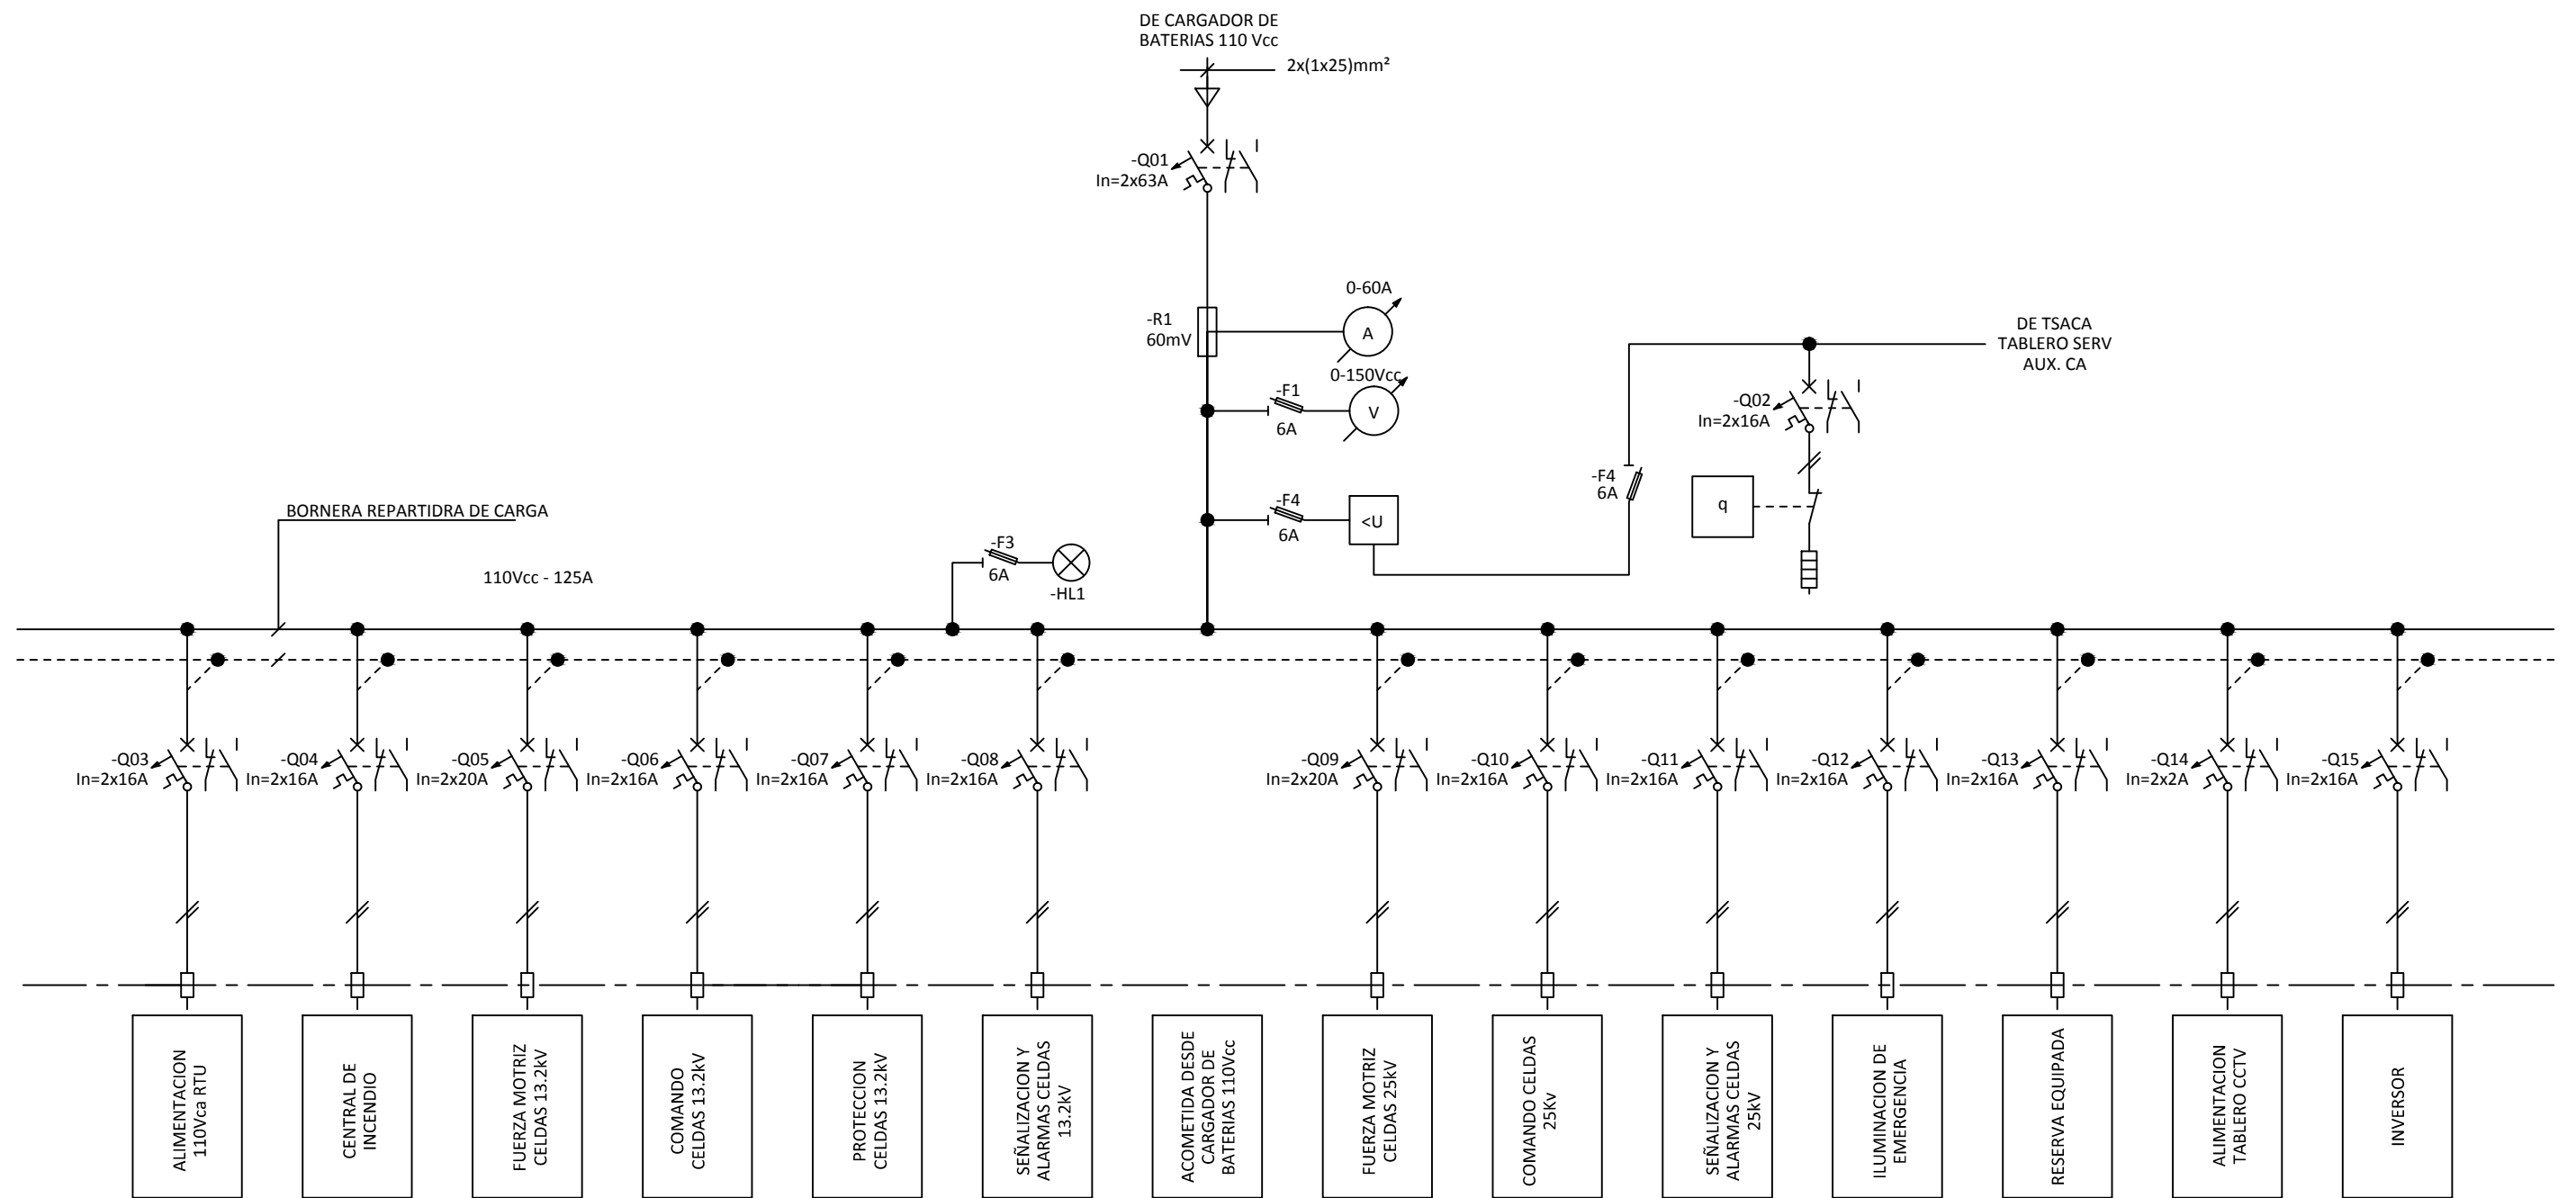 DE CARGADOR DE
BATERIAS 110 Vcc
2x(1x25)mm²
-Q01
In=2x63A
0-60A
-R1
60mV
A
DE TSACA
TABLERO SERV
AUX. CA
0-150Vcc
-F1
6A
V
-Q02
In=2x16A
-F4
6A
-F4
6A
<U
q
BORNERA REPARTIDRA DE CARGA
110Vcc - 125A
-F3
6A
-HL1
-Q03
In=2x16A
-Q04
In=2x16A
-Q05
In=2x20A
-Q06
In=2x16A
-Q07
In=2x16A
-Q08
In=2x16A
-Q09
In=2x20A
-Q10
In=2x16A
-Q11
In=2x16A
-Q12
In=2x16A
-Q13
In=2x16A
-Q14
In=2x2A
-Q15
In=2x16A
ALIMENTACION
110Vca RTU
CENTRAL DE
INCENDIO
FUERZA MOTRIZ
CELDAS 13.2kV
COMANDO
CELDAS 13.2kV
PROTECCION
CELDAS 13.2kV
SEÑALIZACION Y
ALARMAS CELDAS
13.2kV
ACOMETIDA DESDE
CARGADOR DE
BATERIAS 110Vcc
FUERZA MOTRIZ
CELDAS 25kV
COMANDO CELDAS
25Kv
SEÑALIZACION Y
ALARMAS CELDAS
25kV
ILUMINACION DE
EMERGENCIA
RESERVA EQUIPADA
ALIMENTACION
TABLERO CCTV
INVERSOR